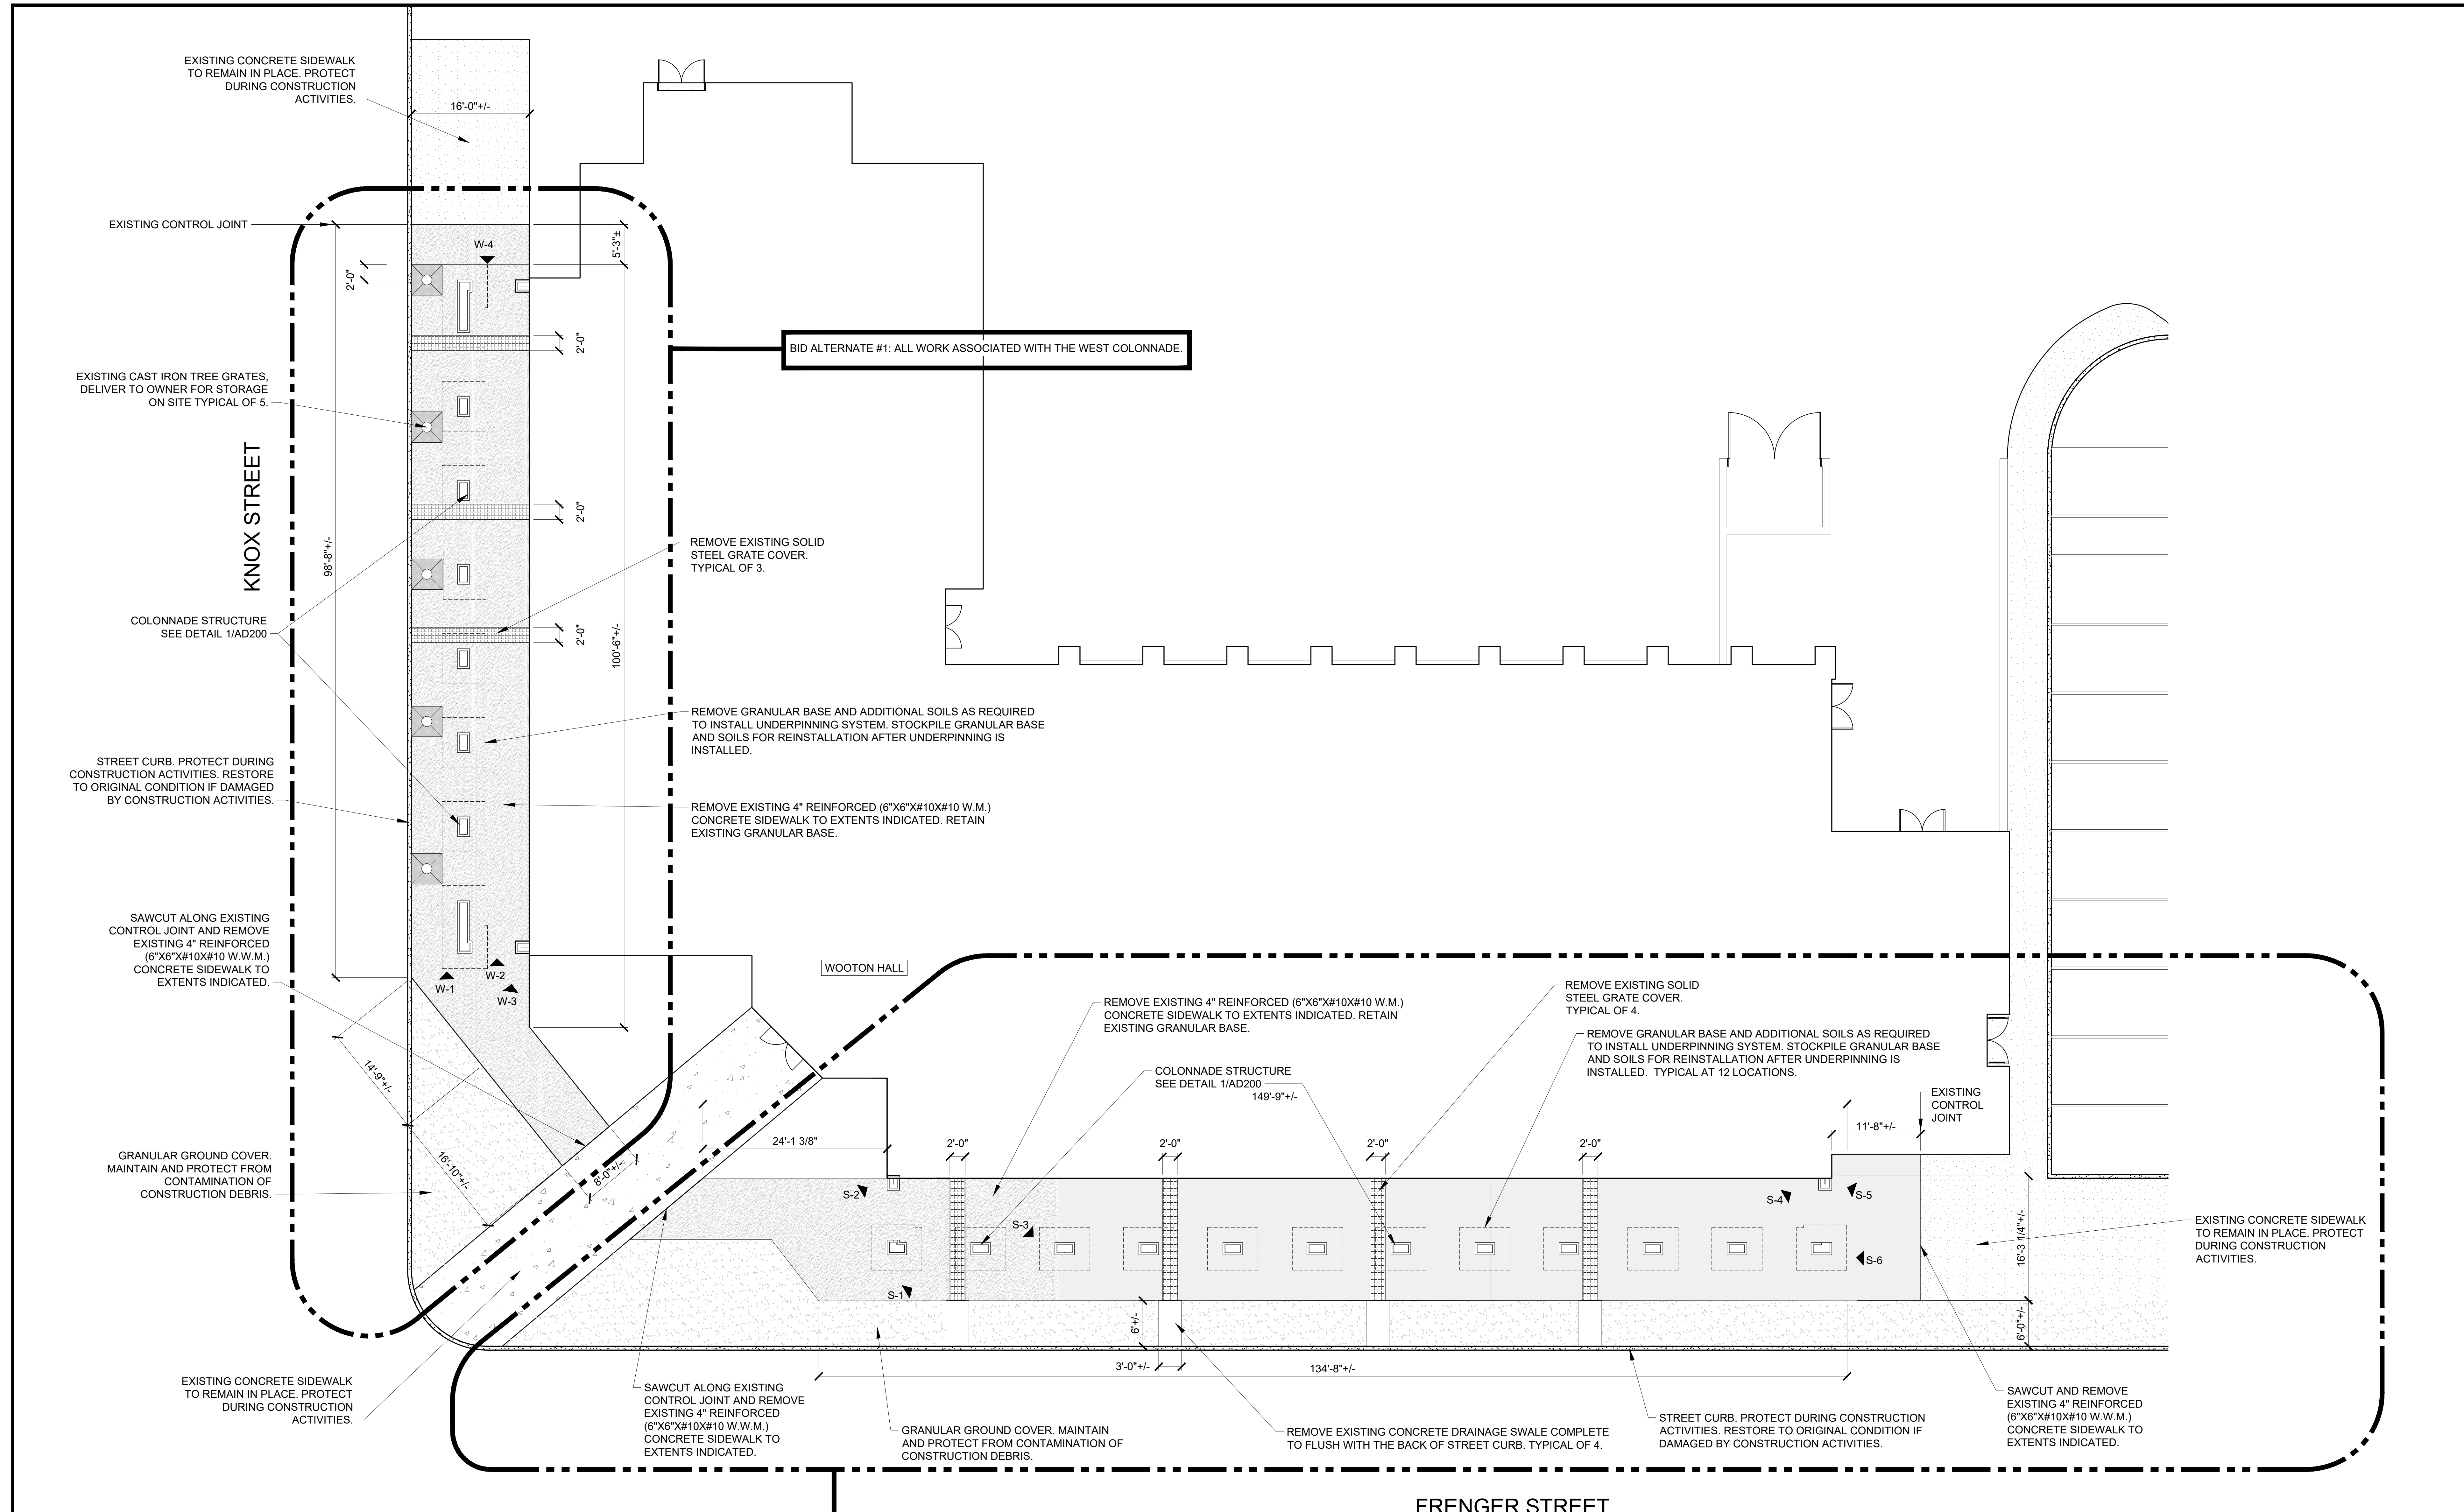 EXISTING CONCRETE SIDEWALK
TO REMAIN IN PLACE. PROTECT
DURING CONSTRUCTION
ACTIVITIES.
16'-0"+/-
EXISTING CONTROL JOINT
W-4
5'-3"±
2'-0"
2'-0"
BID ALTERNATE #1: ALL WORK ASSOCIATED WITH THE WEST COLONNADE.
EXISTING CAST IRON TREE GRATES,
DELIVER TO OWNER FOR STORAGE
ON SITE TYPICAL OF 5.
KNOX STREET
98'-8"+/-
2'-0"
REMOVE EXISTING SOLID
STEEL GRATE COVER.
TYPICAL OF 3.
COLONNADE STRUCTURE
SEE DETAIL 1/AD200
2'-0"
100'-6"+/-
REMOVE GRANULAR BASE AND ADDITIONAL SOILS AS REQUIRED
TO INSTALL UNDERPINNING SYSTEM. STOCKPILE GRANULAR BASE
AND SOILS FOR REINSTALLATION AFTER UNDERPINNING IS
INSTALLED.
STREET CURB. PROTECT DURING
CONSTRUCTION ACTIVITIES. RESTORE
TO ORIGINAL CONDITION IF DAMAGED
BY CONSTRUCTION ACTIVITIES.
REMOVE EXISTING 4" REINFORCED (6"X6"X#10X#10 W.M.)
CONCRETE SIDEWALK TO EXTENTS INDICATED. RETAIN
EXISTING GRANULAR BASE.
SAWCUT ALONG EXISTING
CONTROL JOINT AND REMOVE
EXISTING 4" REINFORCED
(6"X6"X#10X#10 W.W.M.)
CONCRETE SIDEWALK TO
EXTENTS INDICATED.
W-1
W-2
W-3
WOOTON HALL
REMOVE EXISTING 4" REINFORCED (6"X6"X#10X#10 W.M.)
CONCRETE SIDEWALK TO EXTENTS INDICATED. RETAIN
EXISTING GRANULAR BASE.
REMOVE EXISTING SOLID
STEEL GRATE COVER.
TYPICAL OF 4.
REMOVE GRANULAR BASE AND ADDITIONAL SOILS AS REQUIRED
TO INSTALL UNDERPINNING SYSTEM. STOCKPILE GRANULAR BASE
AND SOILS FOR REINSTALLATION AFTER UNDERPINNING IS
INSTALLED. TYPICAL AT 12 LOCATIONS.
COLONNADE STRUCTURE
SEE DETAIL 1/AD200
149'-9"+/-
EXISTING
CONTROL
JOINT
14'-9"+/-
11'-8"+/-
24'-1 3/8"
2'-0"
2'-0"
2'-0"
2'-0"
GRANULAR GROUND COVER.
MAINTAIN AND PROTECT FROM
CONTAMINATION OF
CONSTRUCTION DEBRIS.
16'-10"+/-
8'-0"+/-
S-2
S-3
S-4
S-5
S-6
S-1
16'-3 1/4"+/-
EXISTING CONCRETE SIDEWALK
TO REMAIN IN PLACE. PROTECT
DURING CONSTRUCTION
ACTIVITIES.
6'+/-
6'-0"+/-
3'-0"+/-
134'-8"+/-
EXISTING CONCRETE SIDEWALK
TO REMAIN IN PLACE. PROTECT
DURING CONSTRUCTION
ACTIVITIES.
SAWCUT ALONG EXISTING
CONTROL JOINT AND REMOVE
EXISTING 4" REINFORCED
(6"X6"X#10X#10 W.W.M.)
CONCRETE SIDEWALK TO
EXTENTS INDICATED.
GRANULAR GROUND COVER. MAINTAIN
AND PROTECT FROM CONTAMINATION OF
CONSTRUCTION DEBRIS.
REMOVE EXISTING CONCRETE DRAINAGE SWALE COMPLETE
TO FLUSH WITH THE BACK OF STREET CURB. TYPICAL OF 4.
STREET CURB. PROTECT DURING CONSTRUCTION
ACTIVITIES. RESTORE TO ORIGINAL CONDITION IF
DAMAGED BY CONSTRUCTION ACTIVITIES.
SAWCUT AND REMOVE
EXISTING 4" REINFORCED
(6"X6"X#10X#10 W.W.M.)
CONCRETE SIDEWALK TO
EXTENTS INDICATED.
FRENGER STREET